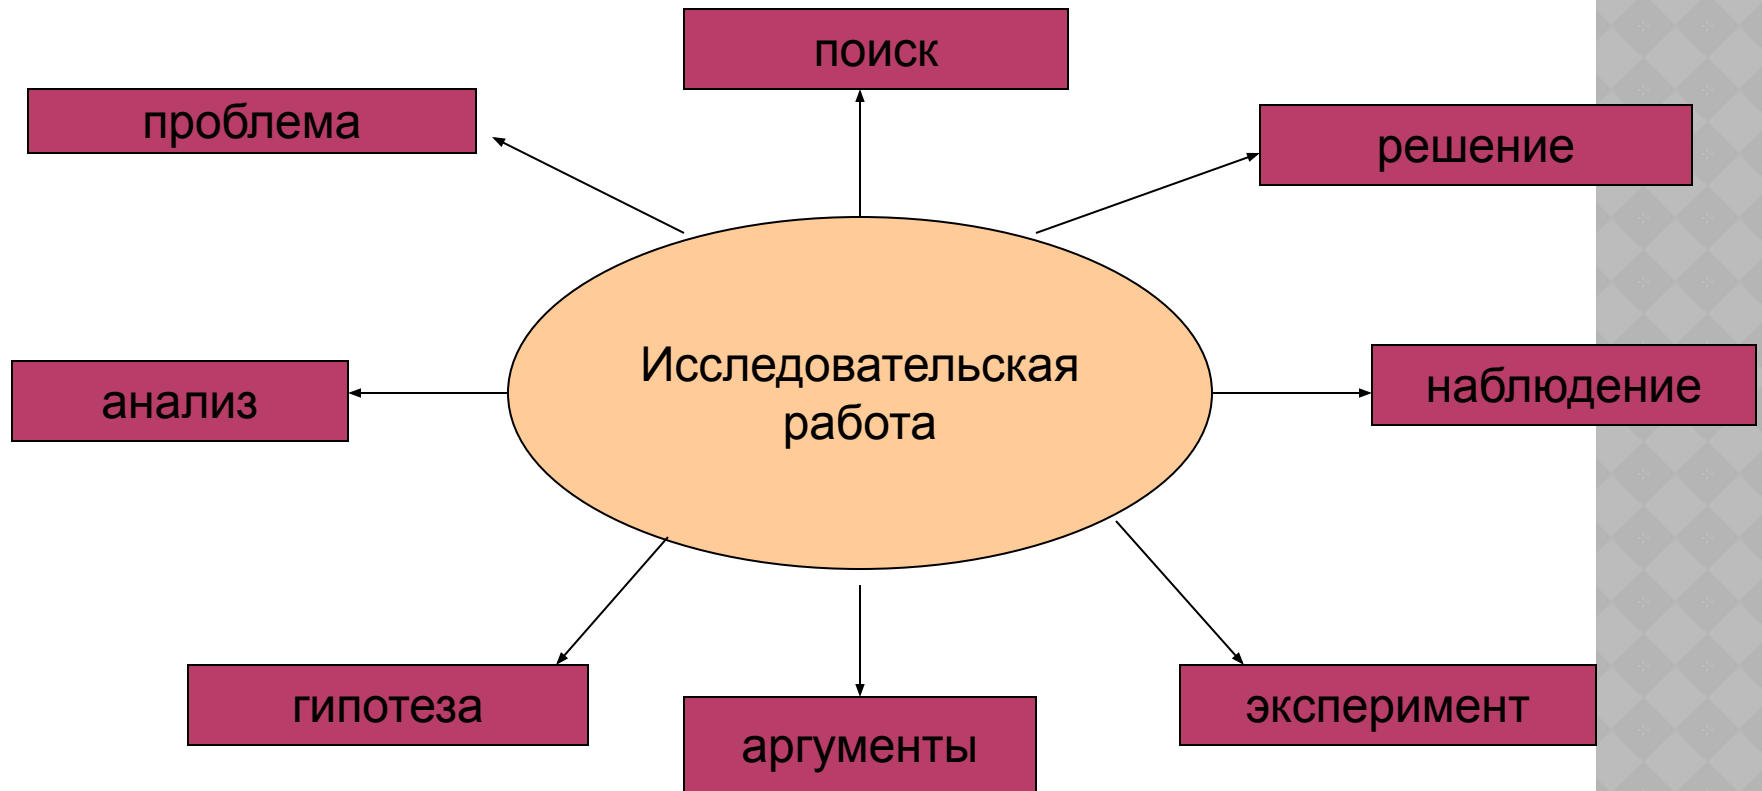 поиск
проблема
решение
Исследовательская
работа
анализ
наблюдение
гипотеза
аргументы
эксперимент